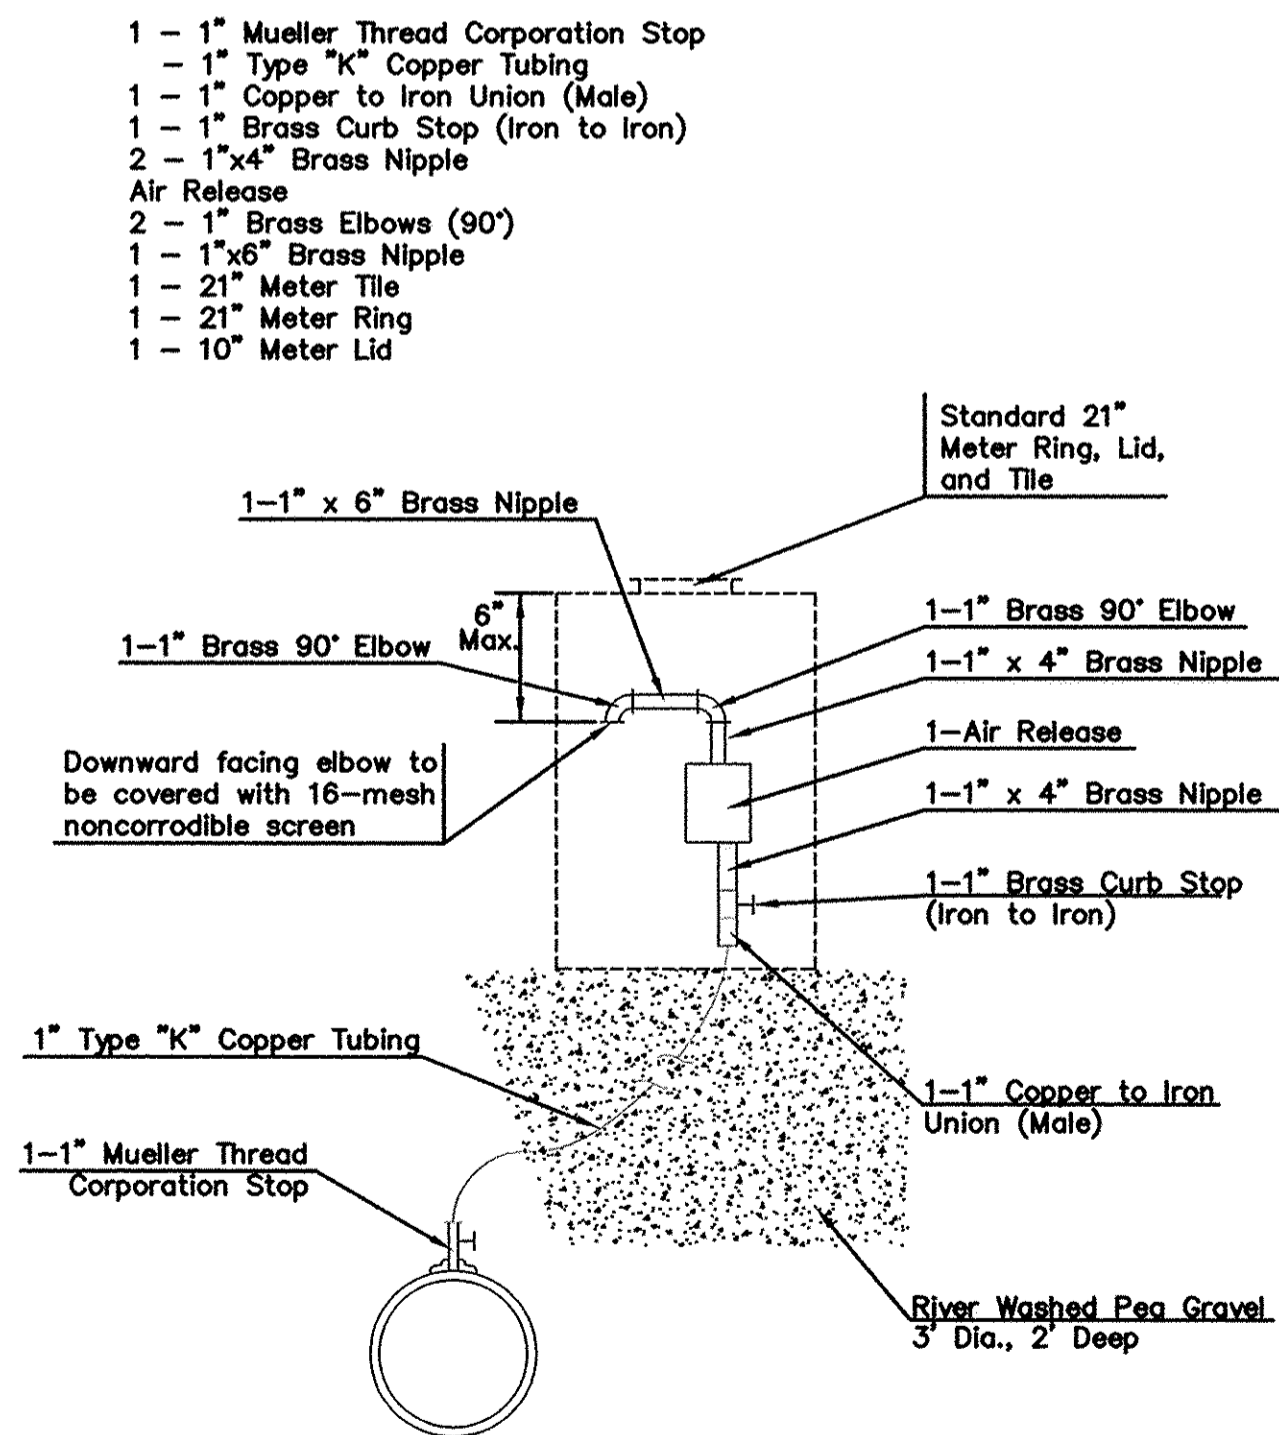 1 - 1" Mueller Thread Corporation Stop
- 1" Type "K" Copper Tubing
1 - 1" Copper to Iron Union (Male)
1 - 1" Brass Curb Stop (Iron to Iron)
2 - 1"x4" Brass Nipple
Air Release
2 - 1" Brass Elbows (90°)
1 - 1"x6" Brass Nipple
1 - 21" Meter Tile
1 - 21" Meter Ring
1 - 10" Meter Lid
Standard 21"
Meter Ring, Lid,
and Tile
1-1" x 6" Brass Nipple
6"
Max.
1-1" Brass 90° Elbow
1-1" Brass 90° Elbow
1-1" x 4" Brass Nipple
1-Air Release
Downward facing elbow to
be covered with 16-mesh
noncorrodible screen
1-1" x 4" Brass Nipple
1-1" Brass Curb Stop
(Iron to Iron)
1" Type "K" Copper Tubing
1-1" Copper to Iron
Union (Male)
1-1" Mueller Thread
Corporation Stop
River Washed Pea Gravel
3' Dia., 2' Deep